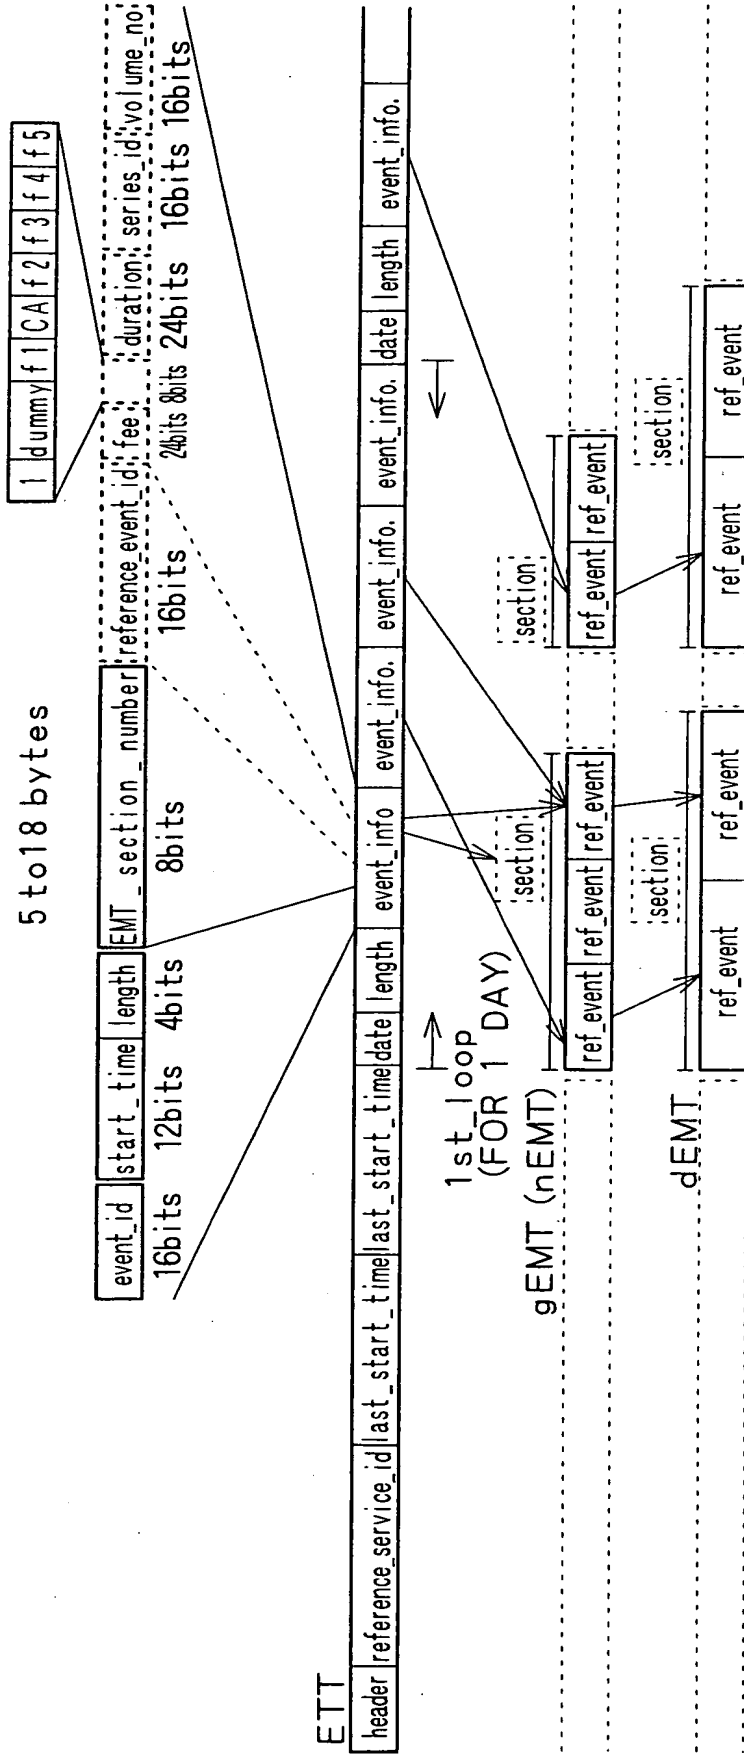 1 dummy f1 CA f2 f3 f4 f5
5 to 18 bytes
event_id start_time length EMT_section_number reference_event_id fee duration series_id volume_no
16bits 12bits 4bits 8bits 16bits 24bits 8bits 24bits 16bits 16bits
ETT
header reference_service_id last_start_time last_start_time date length event_info event_info. event_info. event_info. date length event_info.
1st_loop
(FOR 1 DAY)
gEMT (nEMT)
section section
ref_event ref_event ref_event ref_event ref_event
dEMT
section section
ref_event ref_event ref_event ref_event